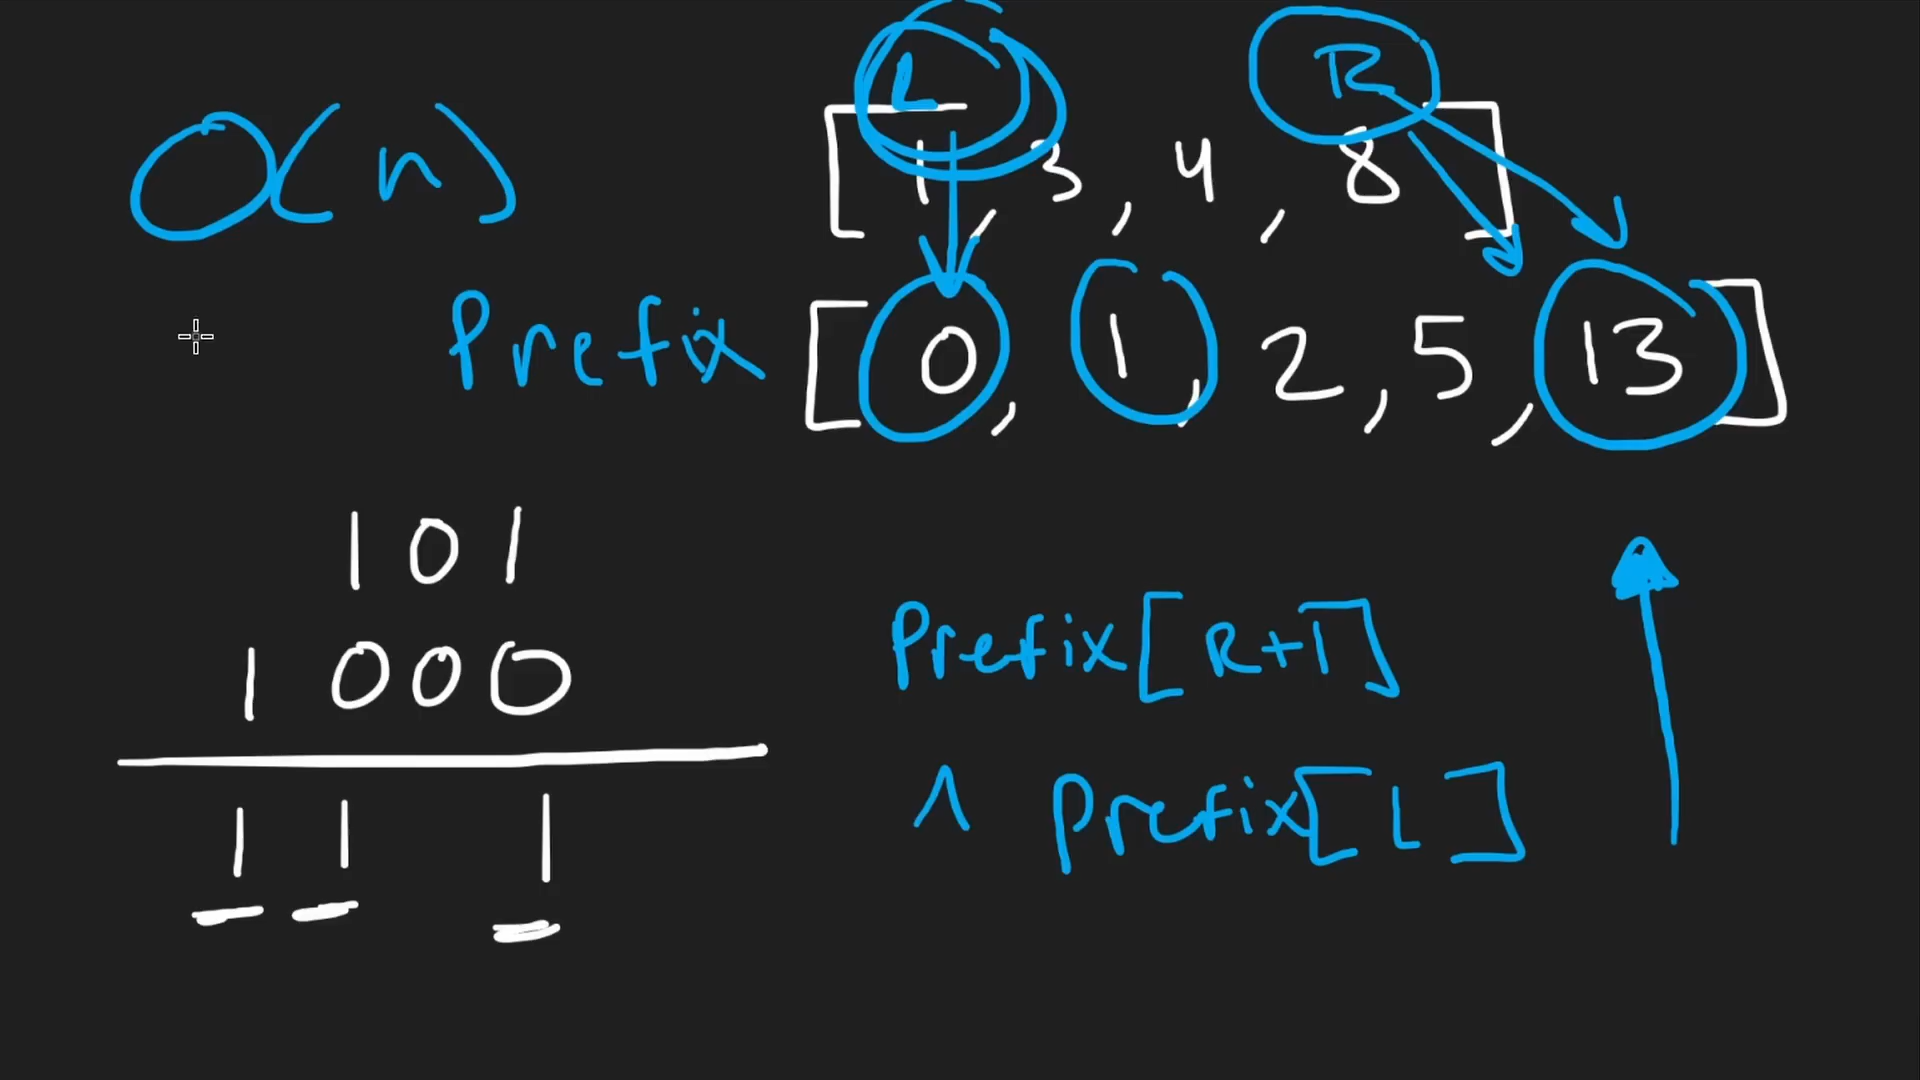 L R
O(n) [1, 3, 4, 8]
Prefix [0, 1, 2, 5, 13]
101
1000
1 1 1
Prefix[R+1]
^ Prefix[L]